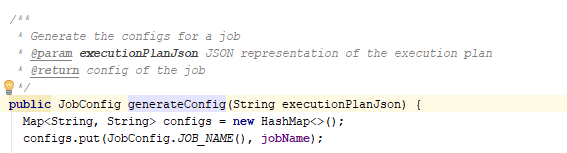 /**
* Generate the configs for a job
* @param executionPlanJson JSON representation of the execution plan
* @return config of the job
*/
public JobConfig generateConfig(String executionPlanJson) {
Map<String, String> configs = new HashMap<>();
configs.put(JobConfig.JOB_NAME(), jobName);